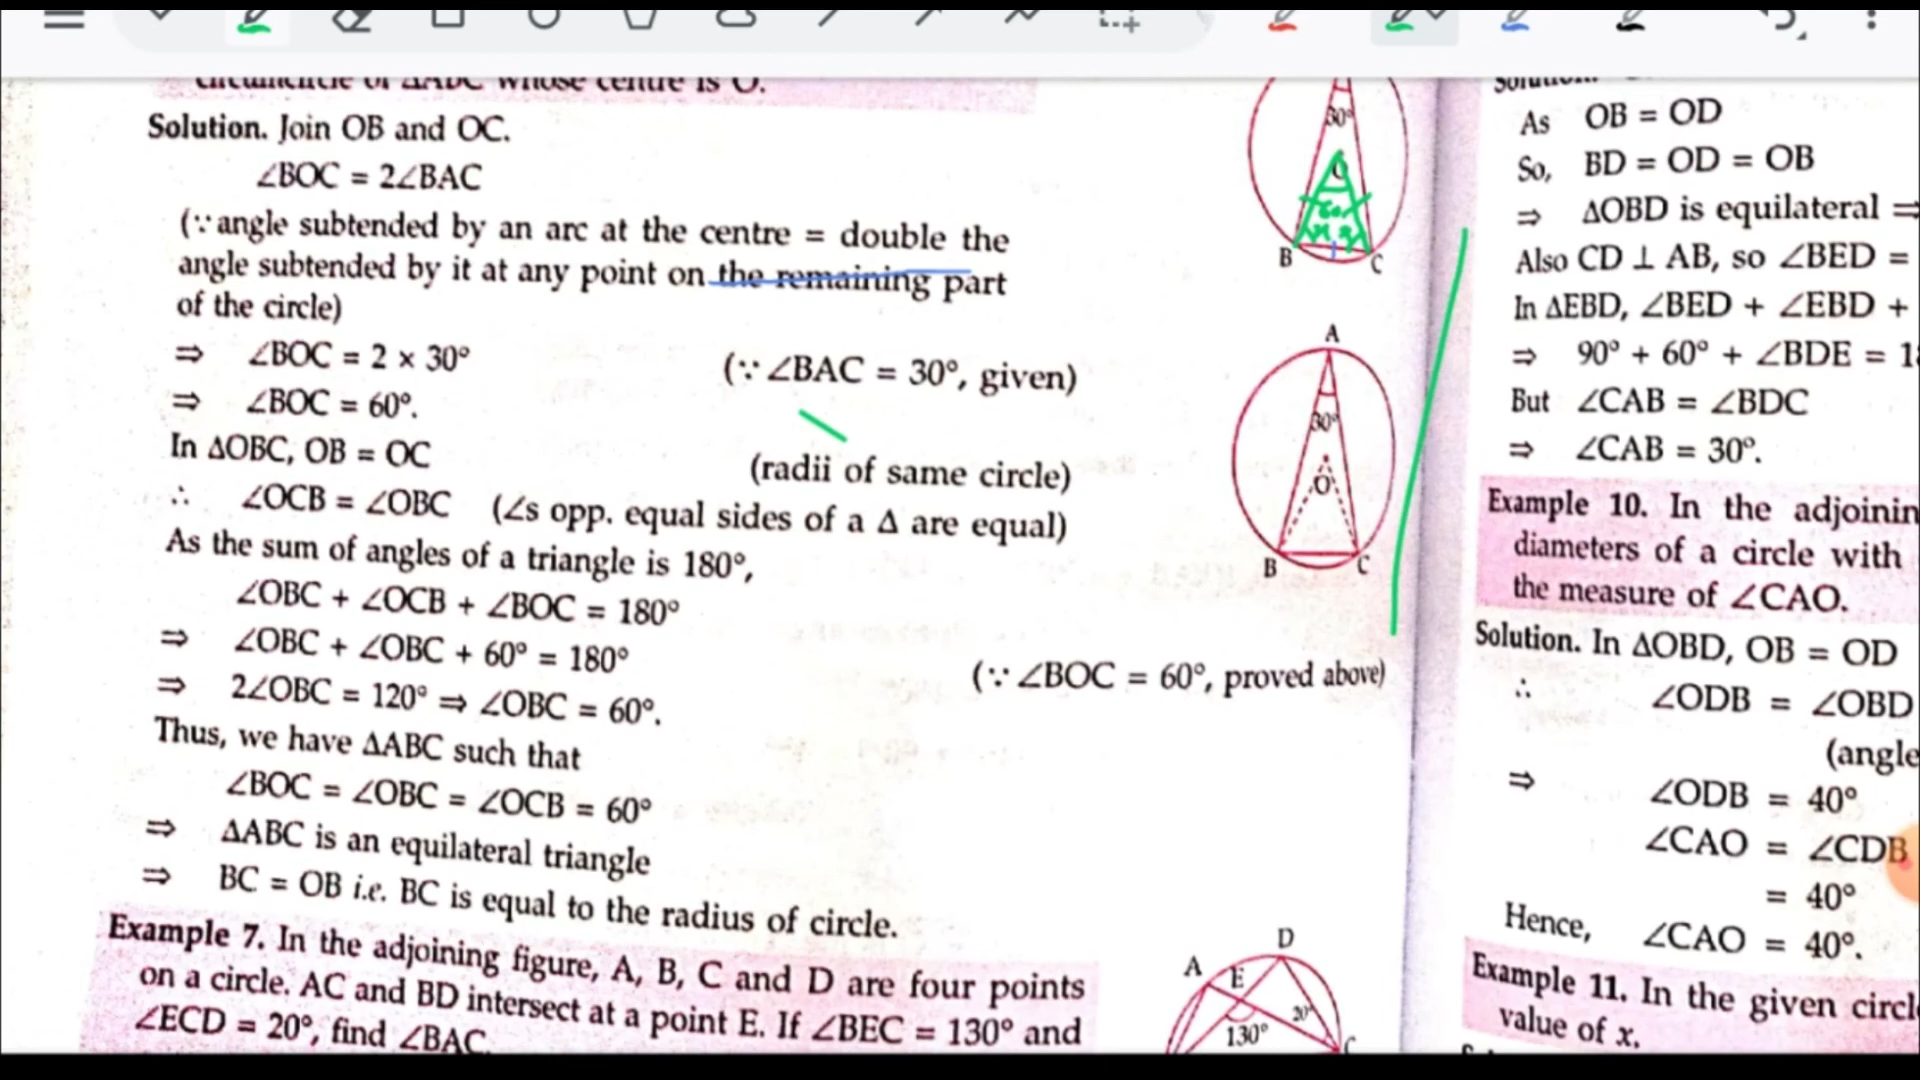 circumcircle of ΔABC whose centre is O.
Solution. Join OB and OC.
∠BOC = 2∠BAC
(∵ angle subtended by an arc at the centre = double the
angle subtended by it at any point on the remaining part
of the circle)
⇒ ∠BOC = 2 × 30° (∵ ∠BAC = 30°, given)
⇒ ∠BOC = 60°.
In ΔOBC, OB = OC (radii of same circle)
∴ ∠OCB = ∠OBC (∠s opp. equal sides of a Δ are equal)
As the sum of angles of a triangle is 180°,
∠OBC + ∠OCB + ∠BOC = 180°
⇒ ∠OBC + ∠OBC + 60° = 180° (∵ ∠BOC = 60°, proved above)
⇒ 2∠OBC = 120° ⇒ ∠OBC = 60°.
Thus, we have ΔABC such that
∠BOC = ∠OBC = ∠OCB = 60°
⇒ ΔABC is an equilateral triangle
⇒ BC = OB i.e. BC is equal to the radius of circle.
Example 7. In the adjoining figure, A, B, C and D are four points
on a circle. AC and BD intersect at a point E. If ∠BEC = 130° and
∠ECD = 20°, find ∠BAC.
30°
B C
A
30°
O
B C
D
A E
20°
130°
C
Solution.
As OB = OD
So, BD = OD = OB
⇒ ΔOBD is equilateral ⇒
Also CD ⊥ AB, so ∠BED =
In ΔEBD, ∠BED + ∠EBD +
⇒ 90° + 60° + ∠BDE = 18
But ∠CAB = ∠BDC
⇒ ∠CAB = 30°.
Example 10. In the adjoinin
diameters of a circle with
the measure of ∠CAO.
Solution. In ΔOBD, OB = OD
∴ ∠ODB = ∠OBD
(angle
⇒ ∠ODB = 40°
∠CAO = ∠CDB
= 40°
Hence, ∠CAO = 40°.
Example 11. In the given circl
value of x.